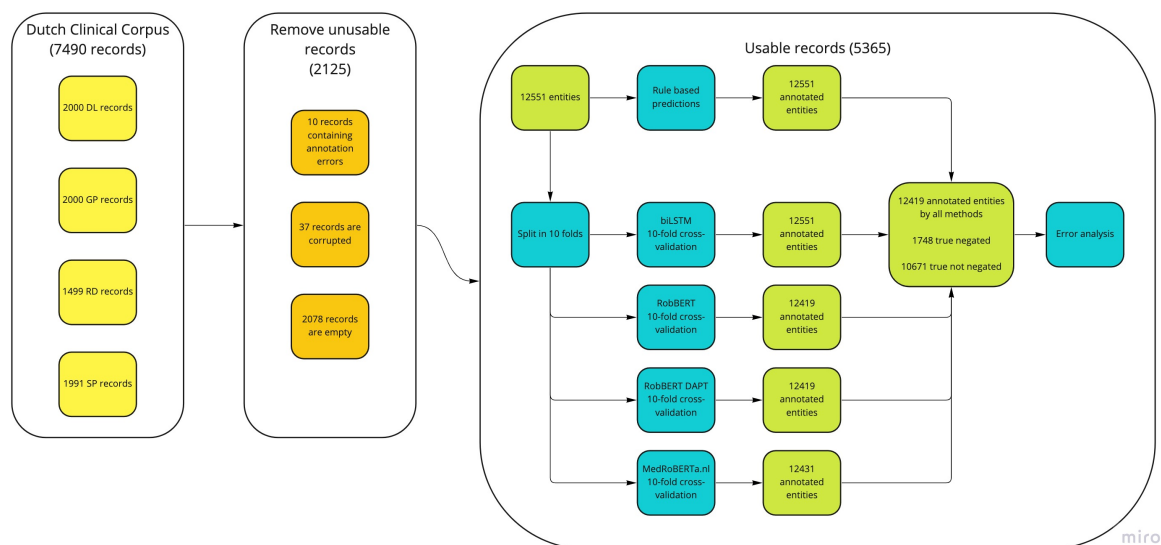 Dutch Clinical Corpus
(7490 records)
2000 DL records
2000 GP records
1499 RD records
1991 SP records
Remove unusable
records
(2125)
10 records
containing
annotation
errors
37 records are
corrupted
2078 records
are empty
Usable records (5365)
12551 entities
Rule based
predictions
12551
annotated
entities
Split in 10 folds
biLSTM
10-fold cross-
validation
12551
annotated
entities
RobBERT
10-fold cross-
validation
12419
annotated
entities
RobBERT DAPT
10-fold cross-
validation
12419
annotated
entities
MedRoBERTa.nl
10-fold cross-
validation
12431
annotated
entities
12419 annotated entities
by all methods
1748 true negated
10671 true not negated
Error analysis
miro